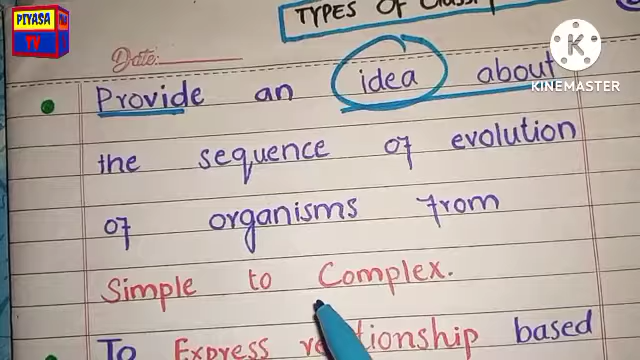 PIYASA
TV
TYPES OF
KINEMASTER
Date:
Provide an idea about
the sequence of evolution
of organisms from
Simple to Complex.
To Express relationship based